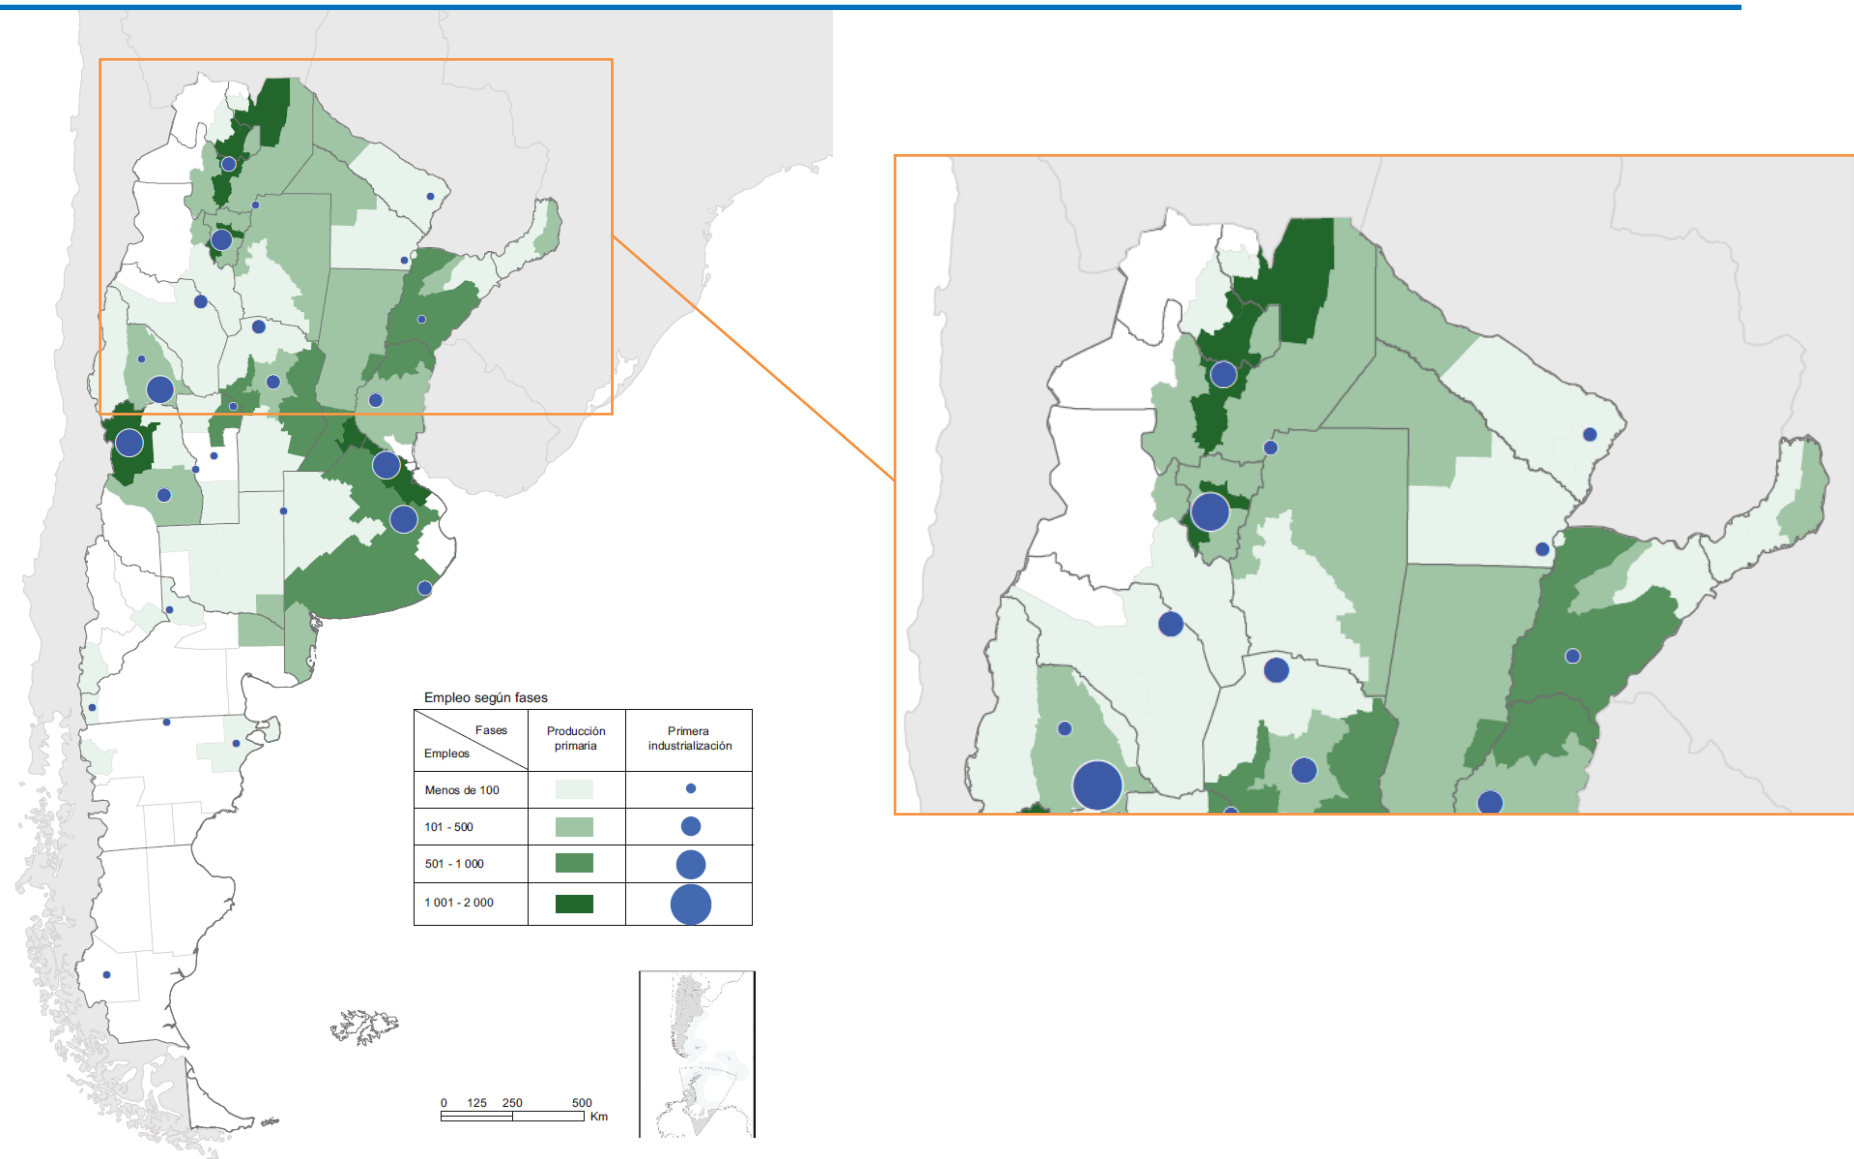 Empleo según fases
Fases
Empleos
Producción
primaria
Primera
industrialización
Menos de 100
101 - 500
501 - 1 000
1 001 - 2 000
0 125 250 500
Km